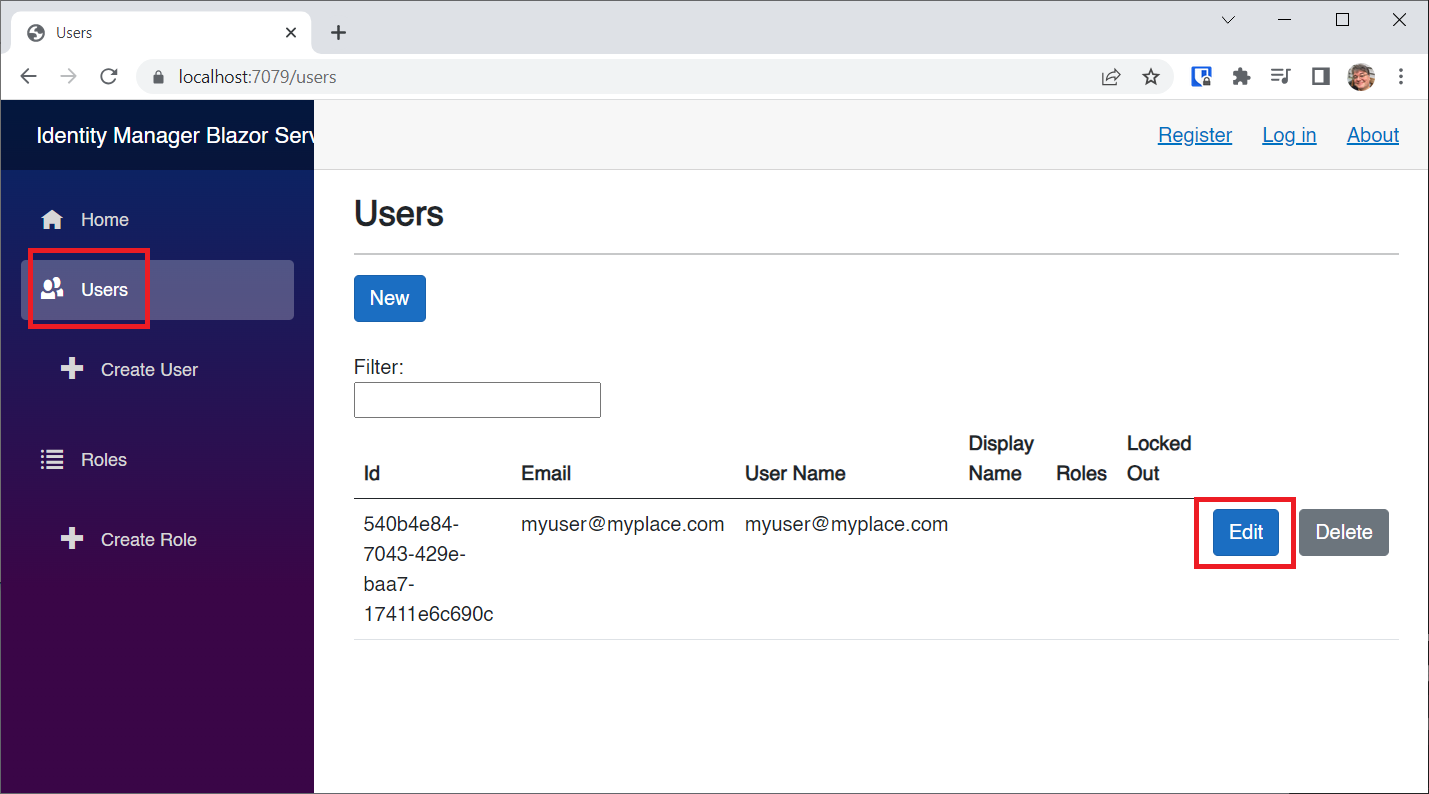 Users
localhost:7079/users
Identity Manager Blazor Serv
Register Log in About
Home
Users
Create User
Roles
Create Role
Users
New
Filter:
Id Email User Name Display Name Roles Locked Out
540b4e84- myuser@myplace.com myuser@myplace.com Edit Delete
7043-429e-
baa7-
17411e6c690c